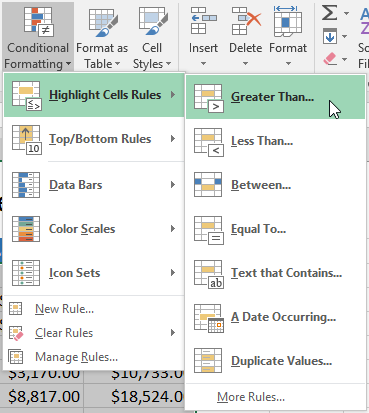 Conditional Formatting
Format as Table
Cell Styles
Insert
Delete
Format
Highlight Cells Rules
Top/Bottom Rules
Data Bars
Color Scales
Icon Sets
New Rule...
Clear Rules
Manage Rules...
Greater Than...
Less Than...
Between...
Equal To...
Text that Contains...
A Date Occurring...
Duplicate Values...
More Rules...
$3,170.00 $10,733.00
$8,817.00 $18,524.00